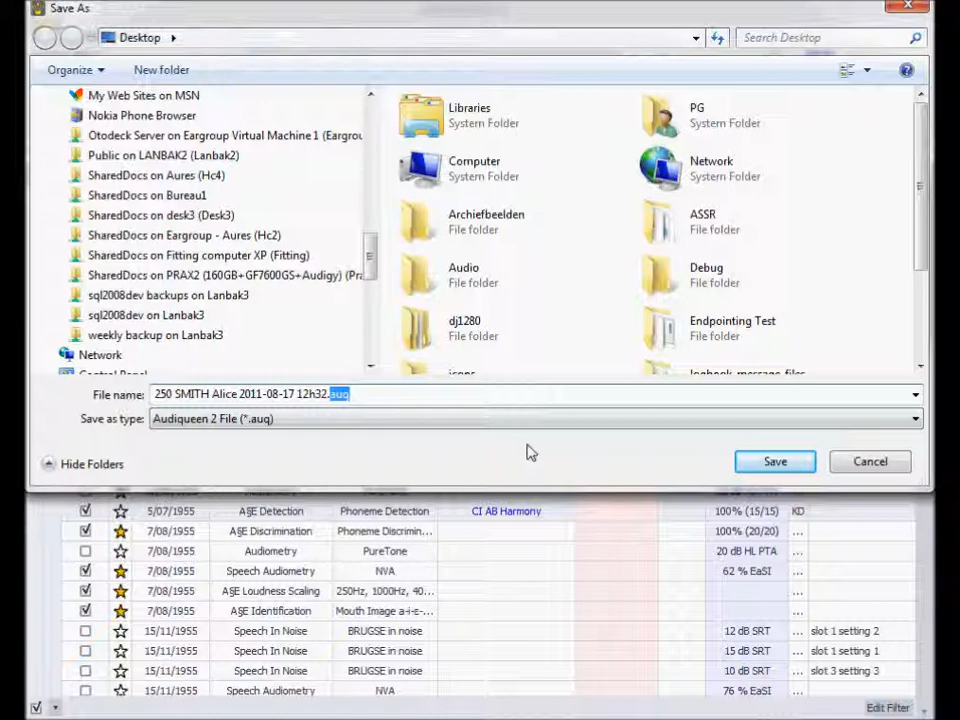 Save As
Desktop
Search Desktop
Organize
New folder
My Web Sites on MSN
Nokia Phone Browser
Otodeck Server on Eargroup Virtual Machine 1 (Eargrou
Public on LANBAK2 (Lanbak2)
SharedDocs on Aures (Hc4)
SharedDocs on Bureau1
SharedDocs on desk3 (Desk3)
SharedDocs on Eargroup - Aures (Hc2)
SharedDocs on Fitting computer XP (Fitting)
SharedDocs on PRAX2 (160GB+GF7600GS+Audigy) (Pra
sql2008dev backups on Lanbak3
sql2008dev on Lanbak3
weekly backup on Lanbak3
Network
Control Panel
Libraries
System Folder
PG
System Folder
Computer
System Folder
Network
System Folder
Archiefbeelden
File folder
ASSR
File folder
Audio
File folder
Debug
File folder
dj1280
File folder
Endpointing Test
File folder
icons
logbook_message_files
File name: 250 SMITH Alice 2011-08-17 12h32.auq
Save as type: Audiqueen 2 File (*.auq)
Hide Folders
Save
Cancel
5/07/1955 A§E Detection Phoneme Detection CI AB Harmony 100% (15/15) KD
7/08/1955 A§E Discrimination Phoneme Discrimin... 100% (20/20) ...
7/08/1955 Audiometry PureTone 20 dB HL PTA ...
7/08/1955 Speech Audiometry NVA 62 % EaSI ...
7/08/1955 A§E Loudness Scaling 250Hz, 1000Hz, 40... ...
7/08/1955 A§E Identification Mouth Image a-i-ε-... ...
15/11/1955 Speech In Noise BRUGSE in noise 12 dB SRT ... slot 1 setting 2
15/11/1955 Speech In Noise BRUGSE in noise 15 dB SRT ... slot 1 setting 1
15/11/1955 Speech In Noise BRUGSE in noise 10 dB SRT ... slot 3 setting 3
15/11/1955 Speech Audiometry NVA 76 % EaSI ...
Edit Filter